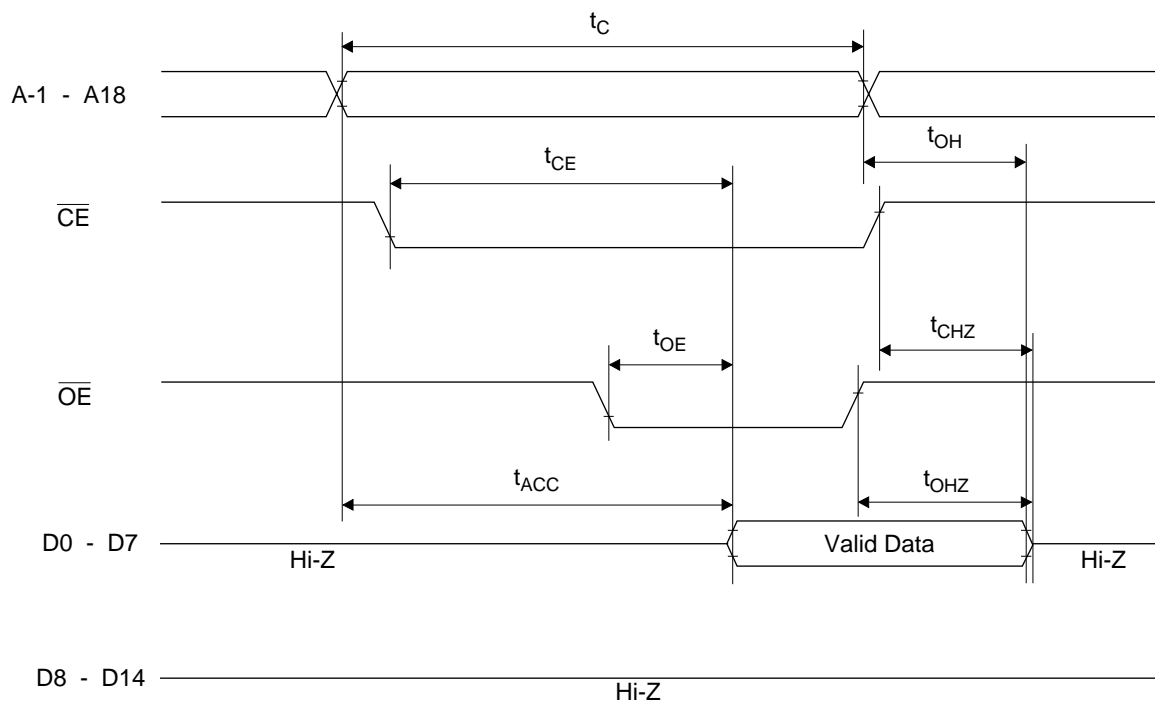 tC
A-1 - A18
tOH
tCE
CE
tCHZ
tOE
OE
tACC
tOHZ
D0 - D7
Valid Data
Hi-Z
Hi-Z
D8 - D14
Hi-Z